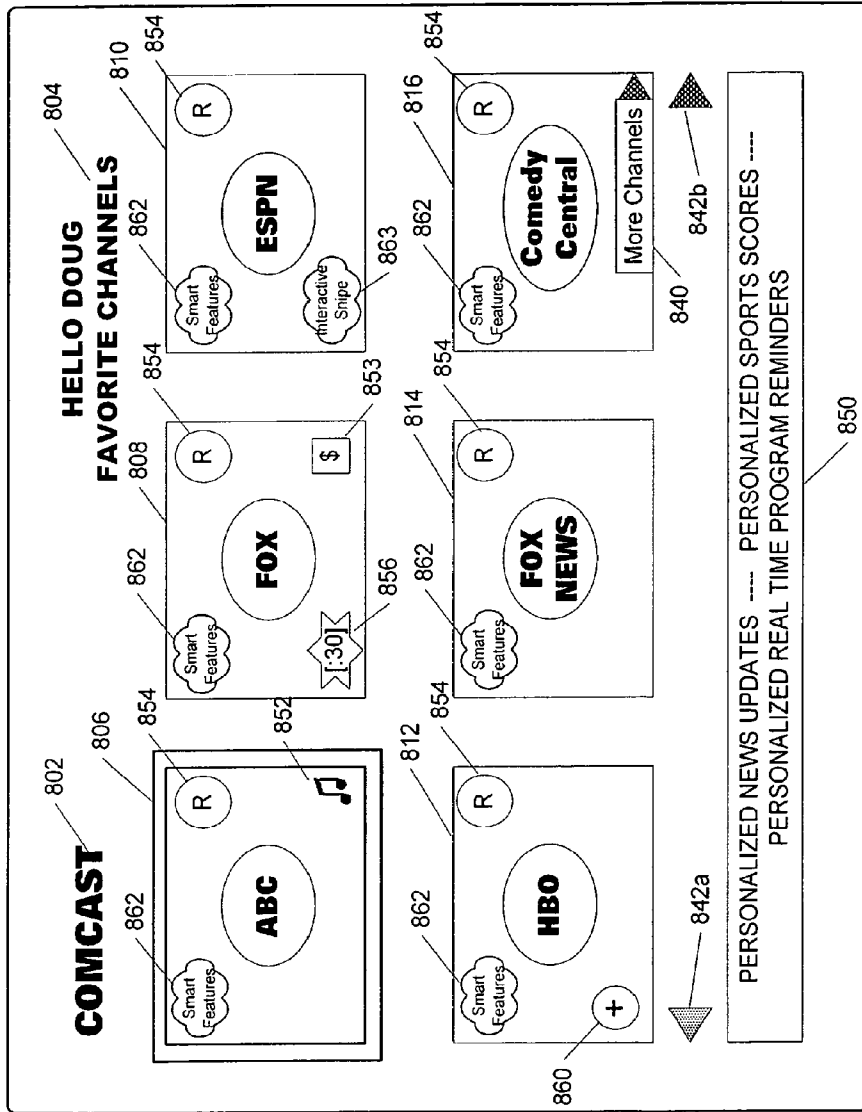 COMCAST
802
HELLO DOUG
FAVORITE CHANNELS
804
862
806
854
808
854
862
810
854
Smart
Features
R
ABC
852
862
Smart
Features
R
FOX
[:30]
856
$
853
Smart
Features
R
ESPN
Interactive
Snipe
863
862
812
854
862
814
854
862
816
854
Smart
Features
R
HBO
+
860
Smart
Features
R
FOX
NEWS
Smart
Features
R
Comedy
Central
More Channels
840
842a
842b
PERSONALIZED NEWS UPDATES ---- PERSONALIZED SPORTS SCORES ----
PERSONALIZED REAL TIME PROGRAM REMINDERS
850